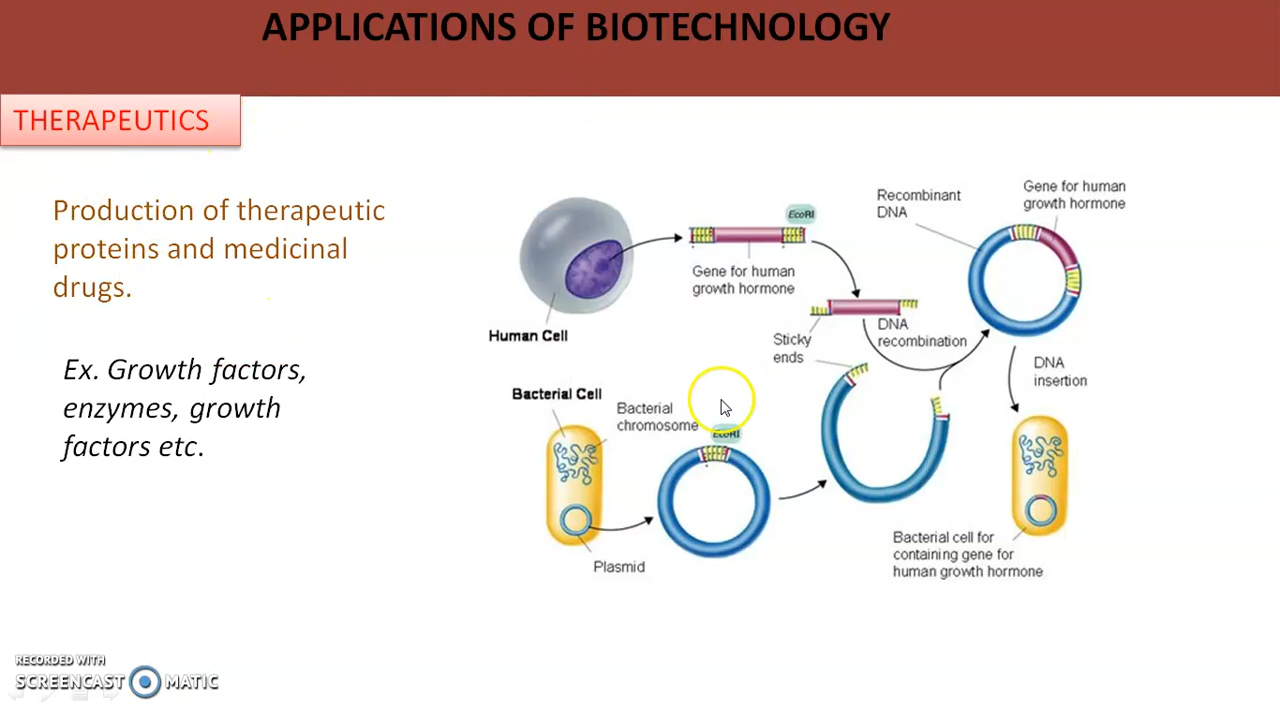 APPLICATIONS OF BIOTECHNOLOGY
THERAPEUTICS
Production of therapeutic
proteins and medicinal
drugs.
Ex. Growth factors,
enzymes, growth
factors etc.
Human Cell
EcoRI
Gene for human
growth hormone
Sticky
ends
DNA
recombination
Recombinant
DNA
Gene for human
growth hormone
DNA
insertion
Bacterial Cell
Bacterial
chromosome
EcoRI
Plasmid
Bacterial cell for
containing gene for
human growth hormone
RECORDED WITH
SCREENCAST MATIC